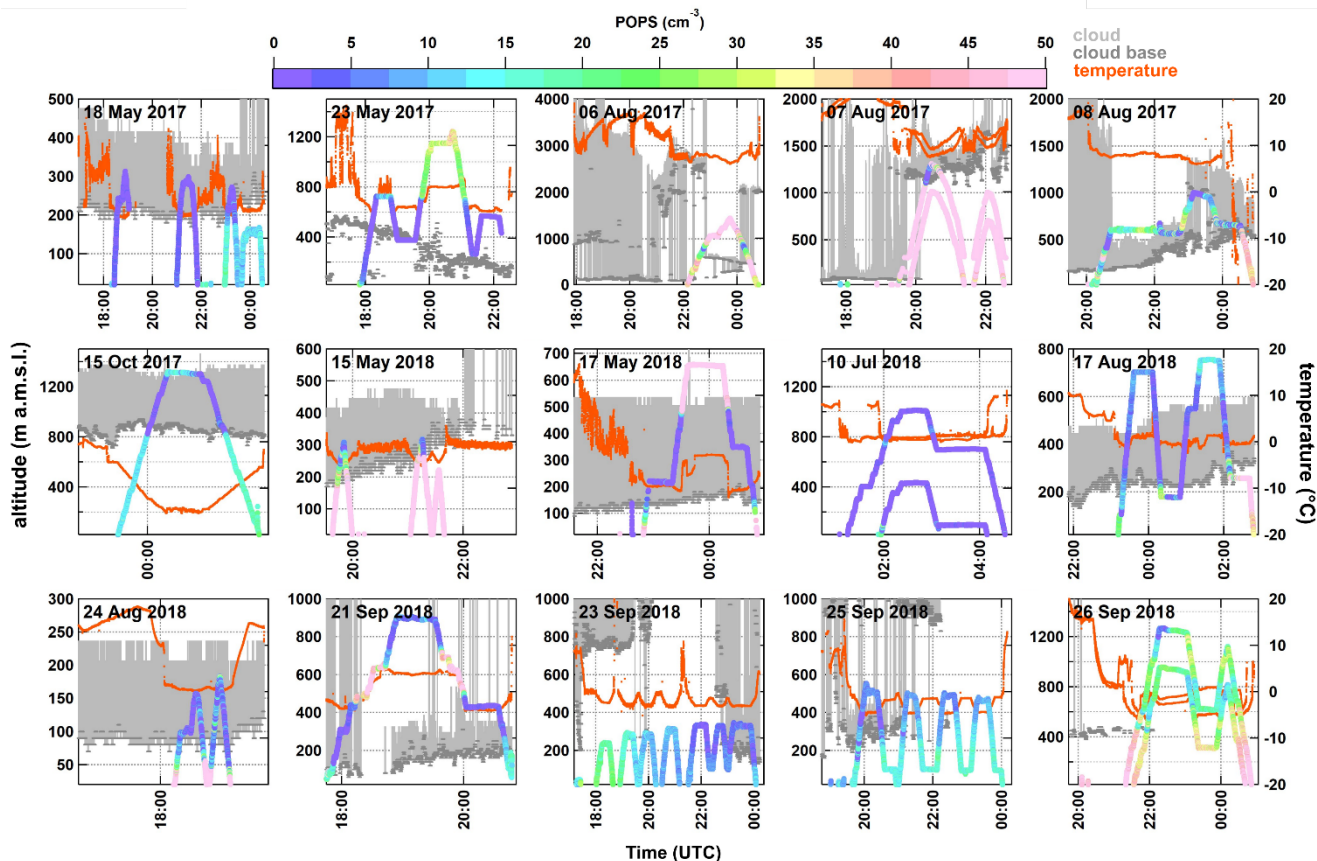 POPS (cm-3)
0 5 10 15 20 25 30 35 40 45 50
cloud
cloud base
temperature
18 May 2017
500
400
300
200
100
18:00 20:00 22:00 00:00
23 May 2017
1200
800
400
18:00 20:00 22:00
06 Aug 2017
4000
3000
2000
1000
0
18:00 20:00 22:00 00:00
07 Aug 2017
2000
1500
1000
500
18:00 20:00 22:00
08 Aug 2017
2000
1500
1000
500
20:00 22:00 00:00
20
10
0
-10
-20
altitude (m a.m.s.l.)
15 Oct 2017
1200
800
400
00:00
15 May 2018
600
500
400
300
200
100
20:00 22:00
17 May 2018
700
600
500
400
300
200
100
22:00 00:00
10 Jul 2018
1200
800
400
02:00 04:00
17 Aug 2018
800
600
400
200
22:00 00:00 02:00
20
10
0
-10
-20
temperature (°C)
24 Aug 2018
300
250
200
150
100
50
18:00
21 Sep 2018
1000
800
600
400
200
18:00 20:00
23 Sep 2018
1000
800
600
400
200
18:00 20:00 22:00 00:00
25 Sep 2018
1000
800
600
400
200
20:00 22:00 00:00
26 Sep 2018
1200
800
400
20:00 22:00 00:00
20
10
0
-10
-20
Time (UTC)